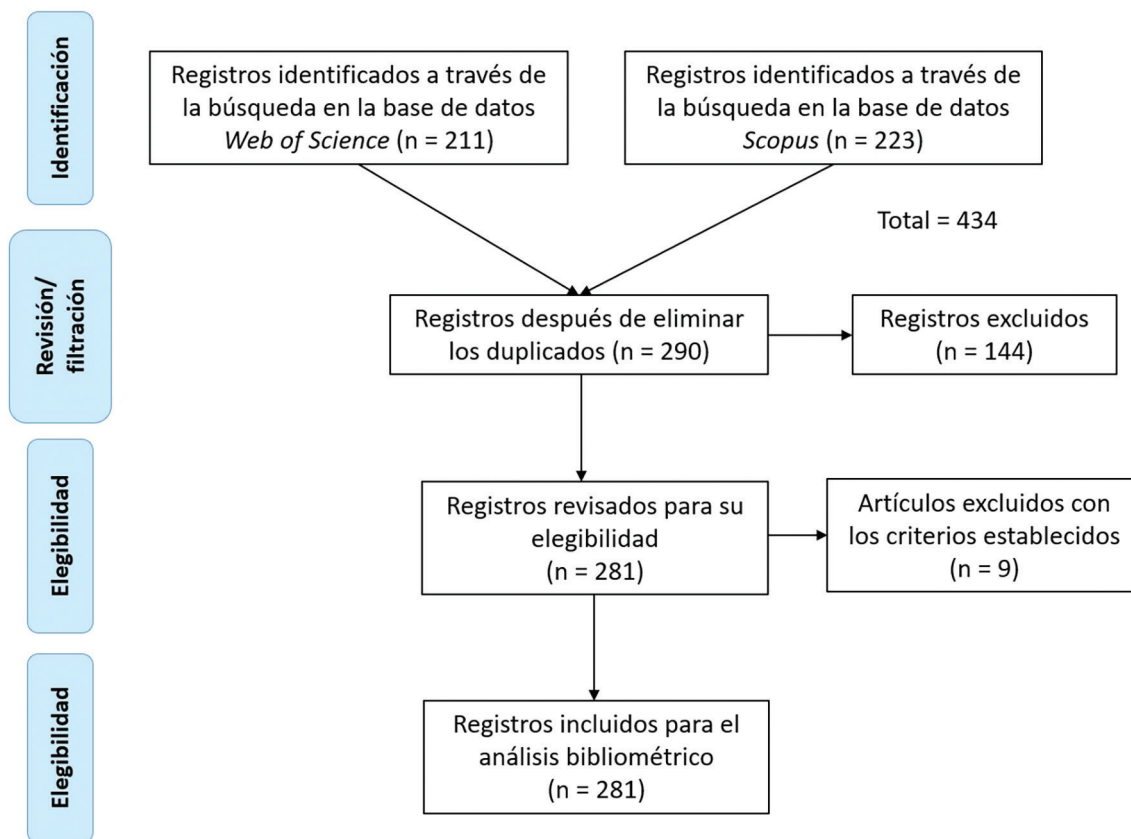 Identificación
Registros identificados a través de
la búsqueda en la base de datos
Web of Science (n = 211)
Registros identificados a través de
la búsqueda en la base de datos
Scopus (n = 223)
Total = 434
Revisión/
filtración
Registros después de eliminar
los duplicados (n = 290)
Registros excluidos
(n = 144)
Elegibilidad
Registros revisados para su
elegibilidad
(n = 281)
Artículos excluidos con
los criterios establecidos
(n = 9)
Elegibilidad
Registros incluidos para el
análisis bibliométrico
(n = 281)